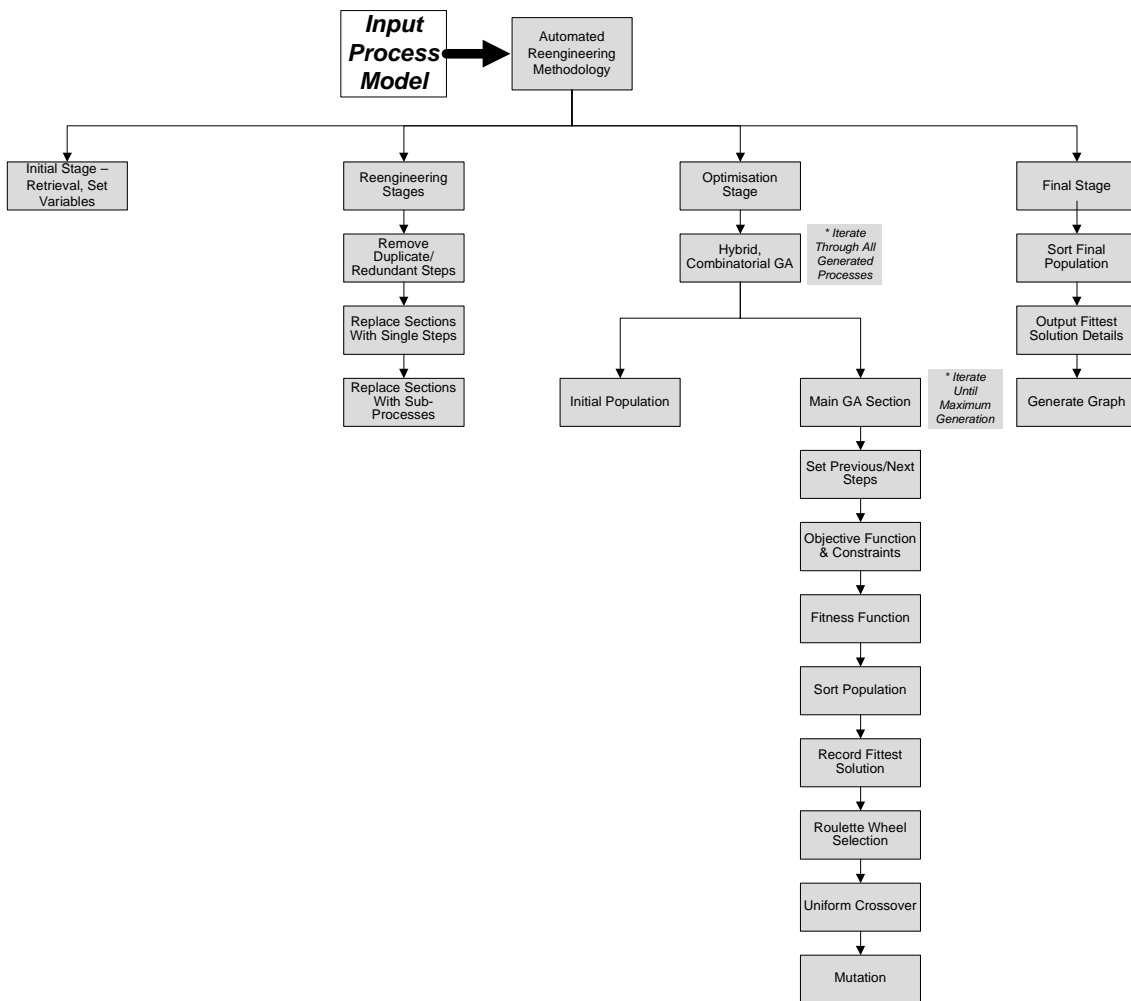 Input
Process
Model
Automated
Reengineering
Methodology
Initial Stage –
Retrieval, Set
Variables
Reengineering
Stages
Optimisation
Stage
Final Stage
Remove
Duplicate/
Redundant Steps
Hybrid,
Combinatorial GA
* Iterate
Through All
Generated
Processes
Sort Final
Population
Replace Sections
With Single Steps
Output Fittest
Solution Details
Replace Sections
With Sub-
Processes
Initial Population
Main GA Section
* Iterate
Until
Maximum
Generation
Generate Graph
Set Previous/Next
Steps
Objective Function
& Constraints
Fitness Function
Sort Population
Record Fittest
Solution
Roulette Wheel
Selection
Uniform Crossover
Mutation